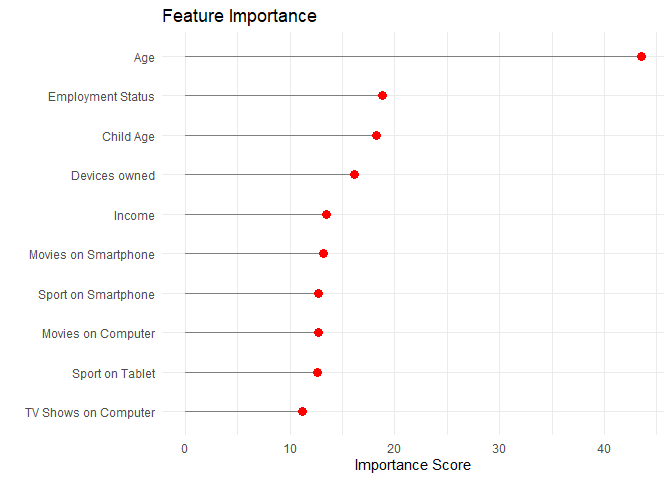 Feature Importance
Age
Employment Status
Child Age
Devices owned
Income
Movies on Smartphone
Sport on Smartphone
Movies on Computer
Sport on Tablet
TV Shows on Computer
0 10 20 30 40
Importance Score